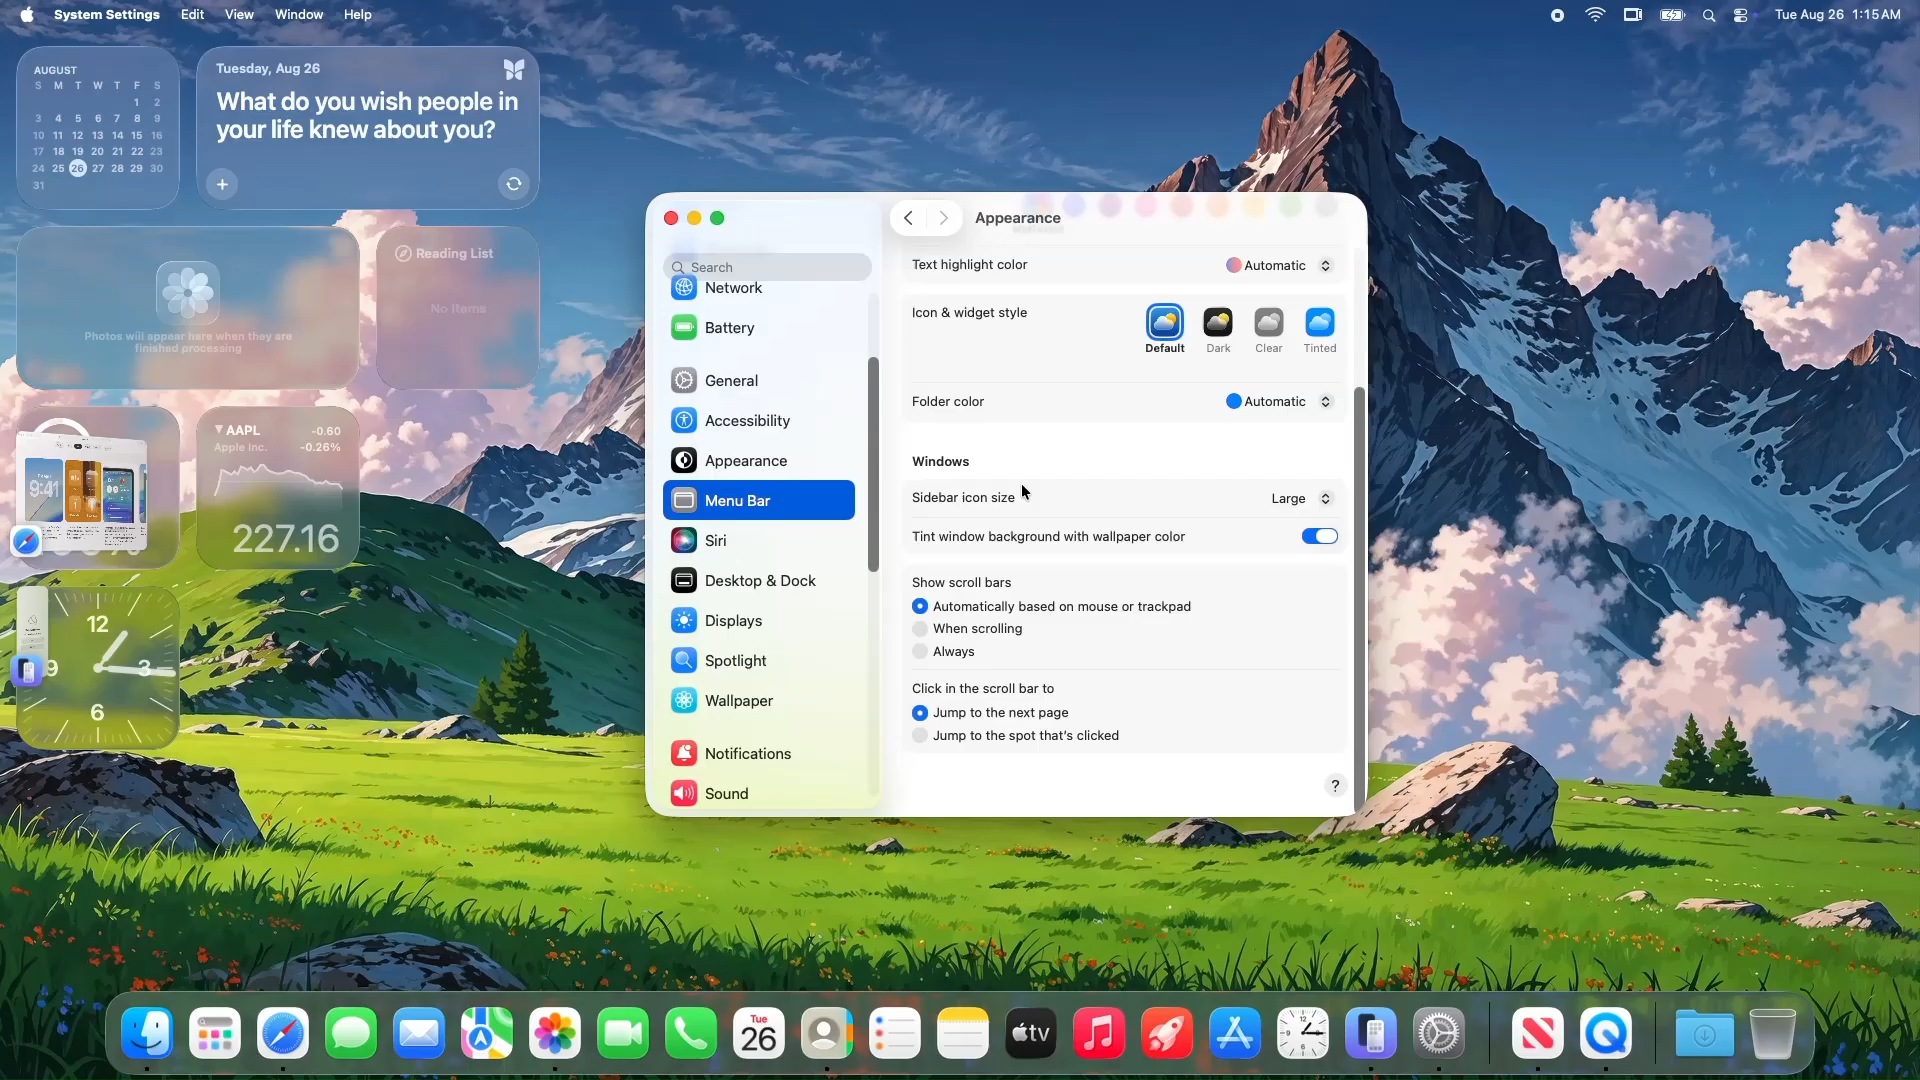 System Settings Edit View Window Help
Tue Aug 26 1:15 AM
AUGUST
S M T W T F S
1 2
3 4 5 6 7 8 9
10 11 12 13 14 15 16
17 18 19 20 21 22 23
24 25 26 27 28 29 30
31
Tuesday, Aug 26
What do you wish people in
your life knew about you?
Photos will appear here when they are
finished processing
Reading List
No Items
9:41
AAPL -0.60
Apple Inc. -0.26%
227.16
12
9 3
6
Search
Network
Battery
General
Accessibility
Appearance
Menu Bar
Siri
Desktop & Dock
Displays
Spotlight
Wallpaper
Notifications
Sound
Appearance
Text highlight color Automatic
Icon & widget style
Default Dark Clear Tinted
Folder color Automatic
Windows
Sidebar icon size Large
Tint window background with wallpaper color
Show scroll bars
Automatically based on mouse or trackpad
When scrolling
Always
Click in the scroll bar to
Jump to the next page
Jump to the spot that's clicked
?
Tue
26
tv